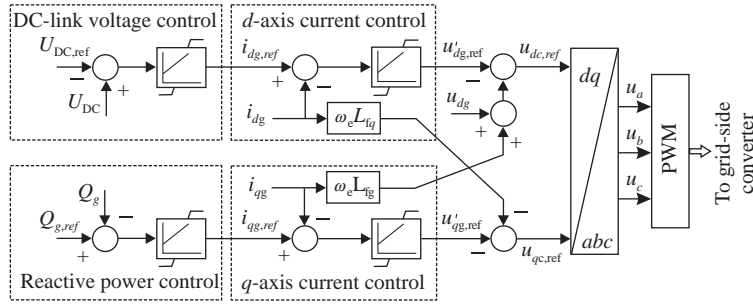 DC-link voltage control
d-axis current control
U_DC,ref
−
+
U_DC
i_dg,ref
+
−
u'_dg,ref
−
u_dc,ref
+
i_dg
ω_e L_fq
u_dg
+
+
dq
abc
u_a
u_b
u_c
PWM
To grid-side
converter
Q_g
−
Q_g,ref
+
i_qg
ω_e L_fg
−
i_qg,ref
+
u'_qg,ref
−
−
u_qc,ref
Reactive power control
q-axis current control